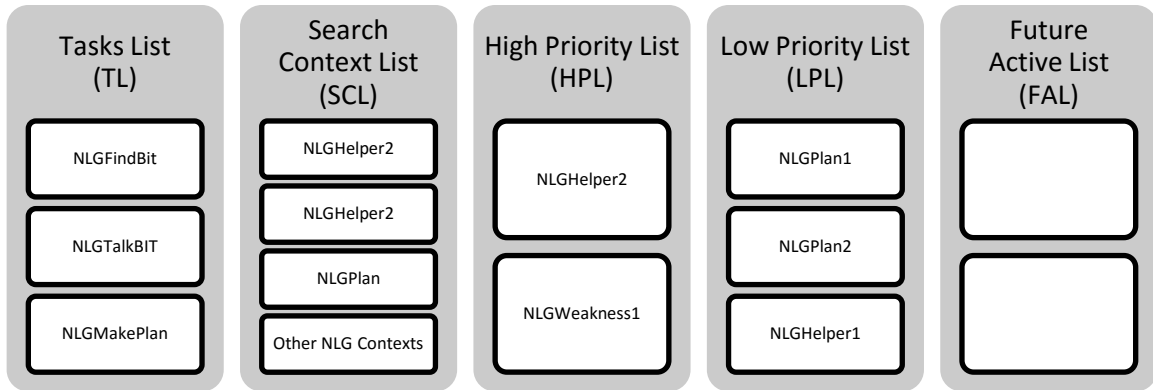 Tasks List
(TL)
NLGFindBit
NLGTalkBIT
NLGMakePlan
Search
Context List
(SCL)
NLGHelper2
NLGHelper2
NLGPlan
Other NLG Contexts
High Priority List
(HPL)
NLGHelper2
NLGWeakness1
Low Priority List
(LPL)
NLGPlan1
NLGPlan2
NLGHelper1
Future
Active List
(FAL)